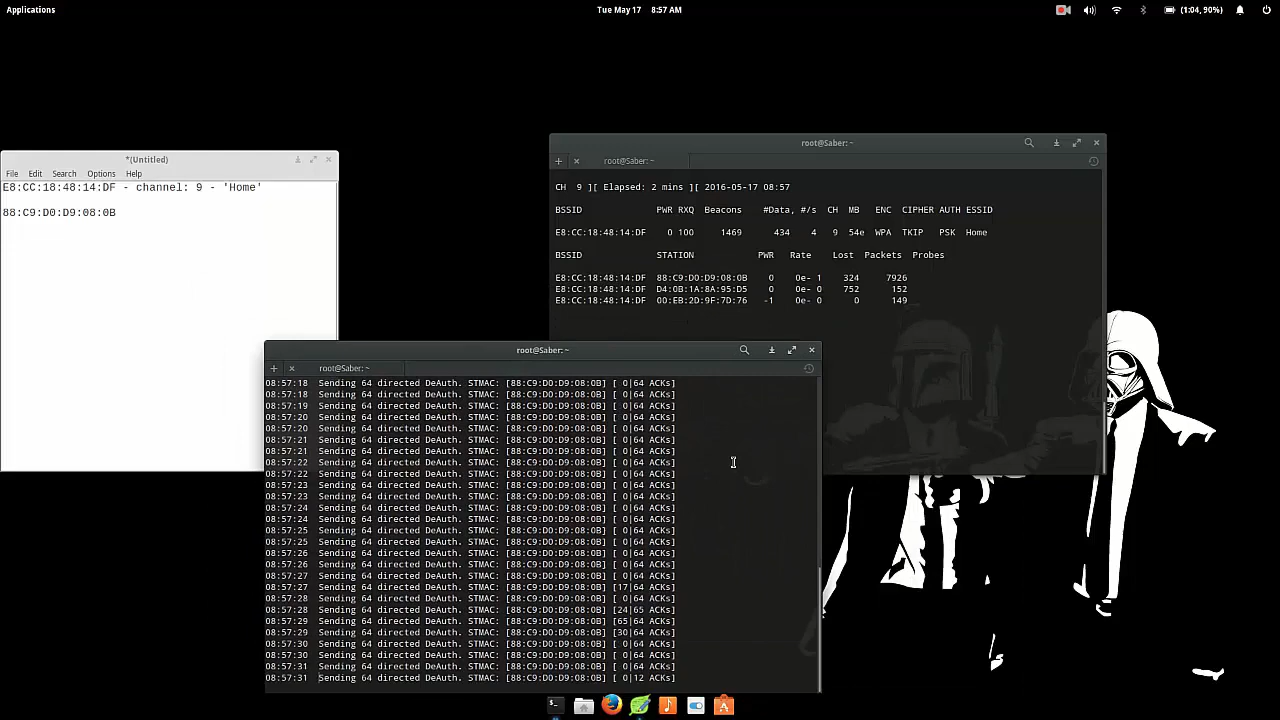 Applications
Tue May 17 8:57 AM
(1:04, 90%)
*(Untitled)
File Edit Search Options Help
E8:CC:18:48:14:DF - channel: 9 - 'Home'
88:C9:D0:D9:08:0B
root@Saber: ~
root@Saber: ~
CH 9 ][ Elapsed: 2 mins ][ 2016-05-17 08:57
BSSID PWR RXQ Beacons #Data, #/s CH MB ENC CIPHER AUTH ESSID
E8:CC:18:48:14:DF 0 100 1469 434 4 9 54e WPA TKIP PSK Home
BSSID STATION PWR Rate Lost Packets Probes
E8:CC:18:48:14:DF 88:C9:D0:D9:08:0B 0 0e- 1 324 7926
E8:CC:18:48:14:DF D4:0B:1A:8A:95:D5 0 0e- 0 752 152
E8:CC:18:48:14:DF 00:EB:2D:9F:7D:76 -1 0e- 0 0 149
root@Saber: ~
root@Saber: ~
08:57:18 Sending 64 directed DeAuth. STMAC: [88:C9:D0:D9:08:0B] [ 0|64 ACKs]
08:57:18 Sending 64 directed DeAuth. STMAC: [88:C9:D0:D9:08:0B] [ 0|64 ACKs]
08:57:19 Sending 64 directed DeAuth. STMAC: [88:C9:D0:D9:08:0B] [ 0|64 ACKs]
08:57:20 Sending 64 directed DeAuth. STMAC: [88:C9:D0:D9:08:0B] [ 0|64 ACKs]
08:57:20 Sending 64 directed DeAuth. STMAC: [88:C9:D0:D9:08:0B] [ 0|64 ACKs]
08:57:21 Sending 64 directed DeAuth. STMAC: [88:C9:D0:D9:08:0B] [ 0|64 ACKs]
08:57:21 Sending 64 directed DeAuth. STMAC: [88:C9:D0:D9:08:0B] [ 0|64 ACKs]
08:57:22 Sending 64 directed DeAuth. STMAC: [88:C9:D0:D9:08:0B] [ 0|64 ACKs]
08:57:22 Sending 64 directed DeAuth. STMAC: [88:C9:D0:D9:08:0B] [ 0|64 ACKs]
08:57:23 Sending 64 directed DeAuth. STMAC: [88:C9:D0:D9:08:0B] [ 0|64 ACKs]
08:57:23 Sending 64 directed DeAuth. STMAC: [88:C9:D0:D9:08:0B] [ 0|64 ACKs]
08:57:24 Sending 64 directed DeAuth. STMAC: [88:C9:D0:D9:08:0B] [ 0|64 ACKs]
08:57:24 Sending 64 directed DeAuth. STMAC: [88:C9:D0:D9:08:0B] [ 0|64 ACKs]
08:57:25 Sending 64 directed DeAuth. STMAC: [88:C9:D0:D9:08:0B] [ 0|64 ACKs]
08:57:25 Sending 64 directed DeAuth. STMAC: [88:C9:D0:D9:08:0B] [ 0|64 ACKs]
08:57:26 Sending 64 directed DeAuth. STMAC: [88:C9:D0:D9:08:0B] [ 0|64 ACKs]
08:57:26 Sending 64 directed DeAuth. STMAC: [88:C9:D0:D9:08:0B] [ 0|64 ACKs]
08:57:27 Sending 64 directed DeAuth. STMAC: [88:C9:D0:D9:08:0B] [ 0|64 ACKs]
08:57:27 Sending 64 directed DeAuth. STMAC: [88:C9:D0:D9:08:0B] [17|64 ACKs]
08:57:28 Sending 64 directed DeAuth. STMAC: [88:C9:D0:D9:08:0B] [ 0|64 ACKs]
08:57:28 Sending 64 directed DeAuth. STMAC: [88:C9:D0:D9:08:0B] [24|65 ACKs]
08:57:29 Sending 64 directed DeAuth. STMAC: [88:C9:D0:D9:08:0B] [65|64 ACKs]
08:57:29 Sending 64 directed DeAuth. STMAC: [88:C9:D0:D9:08:0B] [30|64 ACKs]
08:57:30 Sending 64 directed DeAuth. STMAC: [88:C9:D0:D9:08:0B] [ 0|64 ACKs]
08:57:30 Sending 64 directed DeAuth. STMAC: [88:C9:D0:D9:08:0B] [ 0|64 ACKs]
08:57:31 Sending 64 directed DeAuth. STMAC: [88:C9:D0:D9:08:0B] [ 0|64 ACKs]
08:57:31 Sending 64 directed DeAuth. STMAC: [88:C9:D0:D9:08:0B] [ 0|12 ACKs]